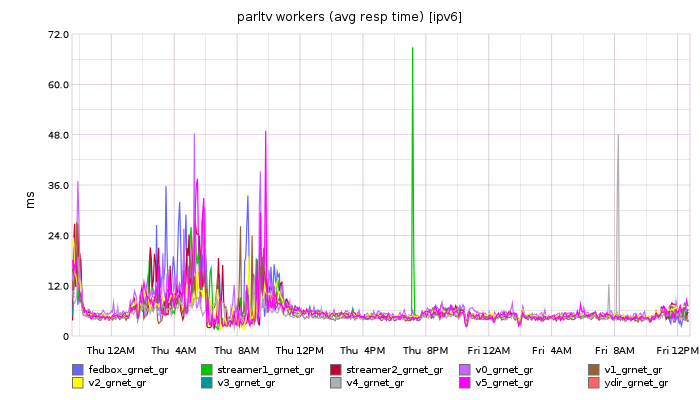 parltv workers (avg resp time) [ipv6]
72.0
60.0
48.0
36.0
24.0
12.0
0
ms
Thu 12AM Thu 4AM Thu 8AM Thu 12PM Thu 4PM Thu 8PM Fri 12AM Fri 4AM Fri 8AM Fri 12PM
fedbox_grnet_gr streamer1_grnet_gr streamer2_grnet_gr v0_grnet_gr v1_grnet_gr
v2_grnet_gr v3_grnet_gr v4_grnet_gr v5_grnet_gr ydir_grnet_gr